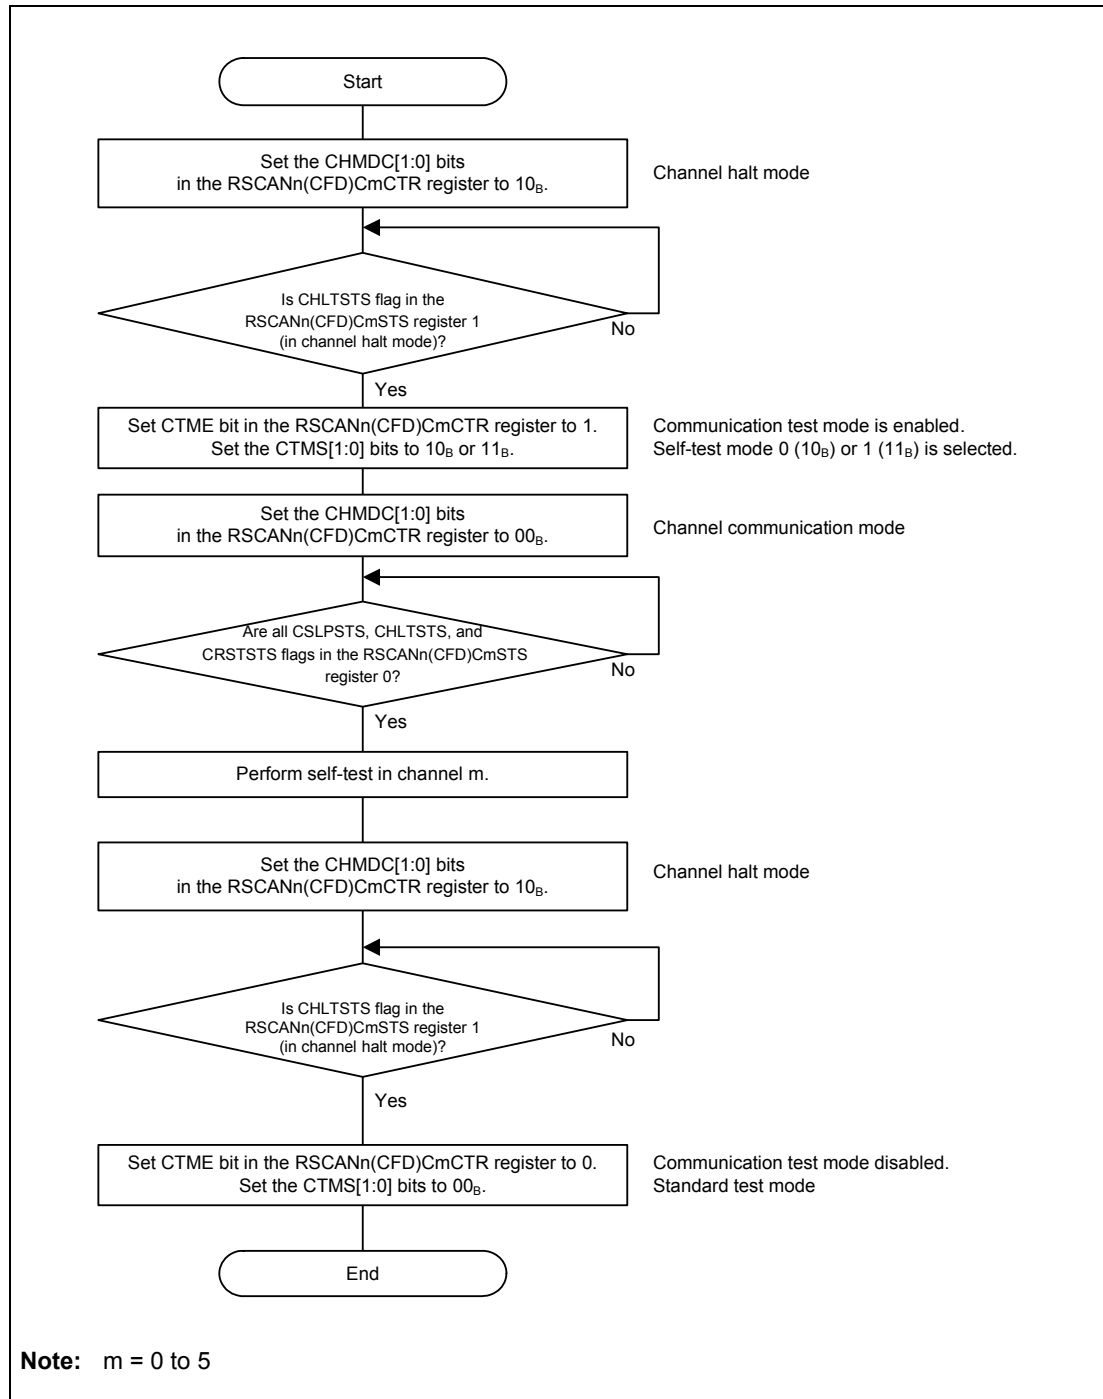 Start
Set the CHMDC[1:0] bits
in the RSCANn(CFD)CmCTR register to 10B.
Channel halt mode
Is CHLTSTS flag in the
RSCANn(CFD)CmSTS register 1
(in channel halt mode)?
No
Yes
Set CTME bit in the RSCANn(CFD)CmCTR register to 1.
Set the CTMS[1:0] bits to 10B or 11B.
Communication test mode is enabled.
Self-test mode 0 (10B) or 1 (11B) is selected.
Set the CHMDC[1:0] bits
in the RSCANn(CFD)CmCTR register to 00B.
Channel communication mode
Are all CSLPSTS, CHLTSTS, and
CRSTSTS flags in the RSCANn(CFD)CmSTS
register 0?
No
Yes
Perform self-test in channel m.
Set the CHMDC[1:0] bits
in the RSCANn(CFD)CmCTR register to 10B.
Channel halt mode
Is CHLTSTS flag in the
RSCANn(CFD)CmSTS register 1
(in channel halt mode)?
No
Yes
Set CTME bit in the RSCANn(CFD)CmCTR register to 0.
Set the CTMS[1:0] bits to 00B.
Communication test mode disabled.
Standard test mode
End
Note: m = 0 to 5